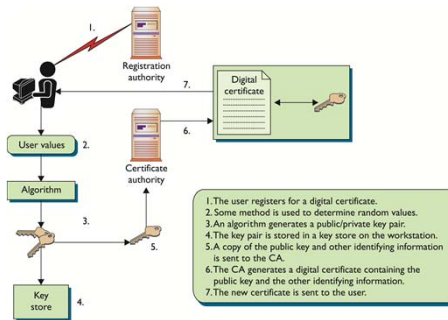 1.
Registration
authority
7.
Digital
certificate
6.
User values
2.
Certificate
authority
Algorithm
3.
5.
Key
store
4.
1.The user registers for a digital certificate.
2.Some method is used to determine random values.
3.An algorithm generates a public/private key pair.
4.The key pair is stored in a key store on the workstation.
5.A copy of the public key and other identifying information
is sent to the CA.
6.The CA generates a digital certificate containing the
public key and the other identifying information.
7.The new certificate is sent to the user.